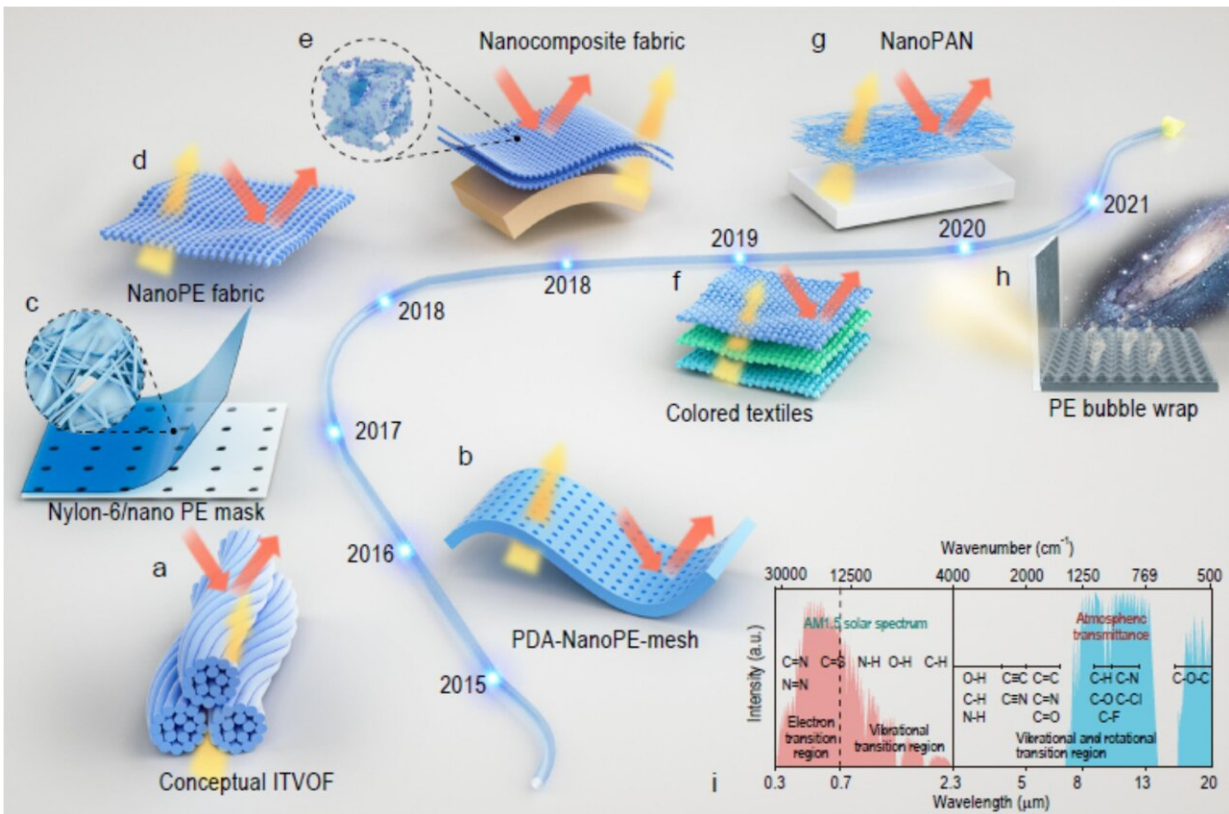 e
Nanocomposite fabric
g
NanoPAN
d
NanoPE fabric
2021
2020
2019
2018
2018
c
Nylon-6/nano PE mask
f
Colored textiles
h
PE bubble wrap
2017
b
PDA-NanoPE-mesh
2016
a
Conceptual ITVOF
2015
Wavenumber (cm⁻¹)
30000 12500 4000 2000 1250 769 500
AM1.5 solar spectrum
Atmospheric
transmittance
Intensity (a.u.)
C=N C=S N-H O-H C-H
N=N
O-H C≡C C=C
C-H C≡N C=N
N-H C=O
C-H C-N
C-O C-Cl
C-F
C-O-C
Electron
transition
region
Vibrational
transition region
Vibrational and rotational
transition region
0.3 0.7 2.3 5 8 13 20
Wavelength (μm)
i